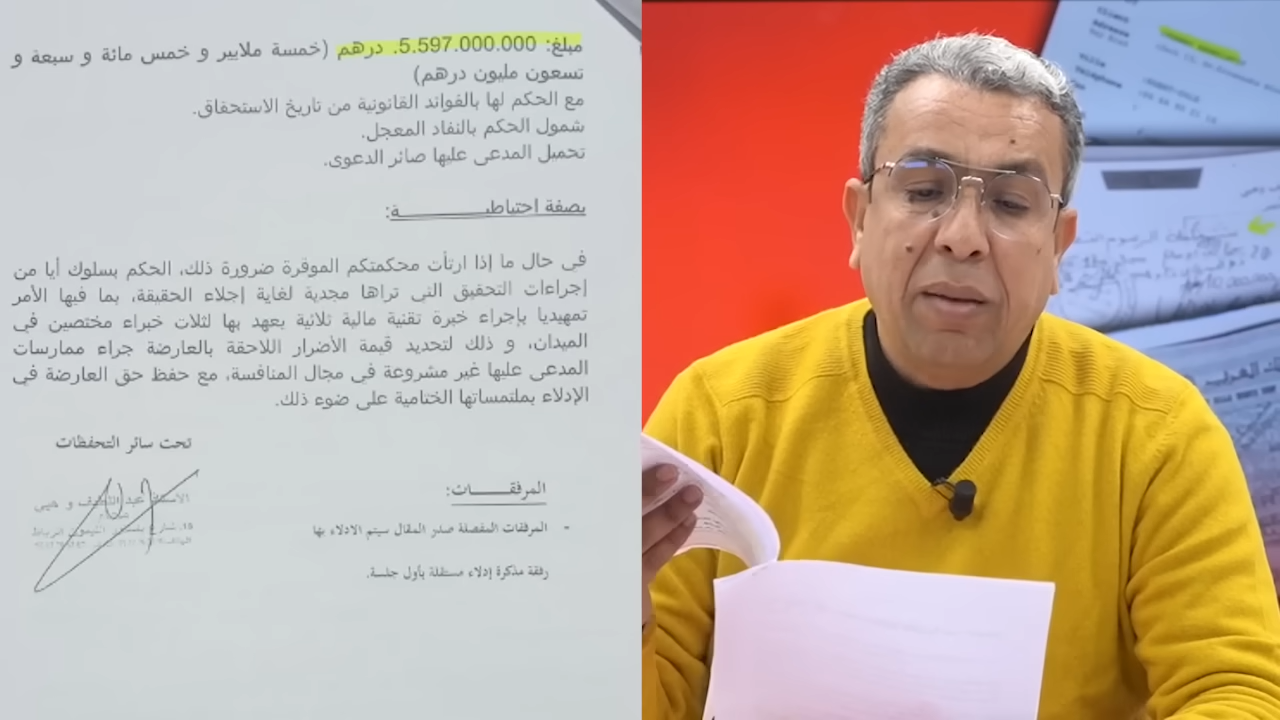 مبلغ: 5.597.000.000. درهم (خمسة ملايير و خمس مائة و سبعة و
تسعون مليون درهم)
مع الحكم لها بالفوائد القانونية من تاريخ الاستحقاق.
شمول الحكم بالنفاد المعجل.
تحميل المدعى عليها صائر الدعوى.
بصفة احتياطيــــــــــــة:
في حال ما إذا ارتأت محكمتكم الموقرة ضرورة ذلك، الحكم بسلوك أيا من
إجراءات التحقيق التي تراها مجدية لغاية إجلاء الحقيقة، بما فيها الأمر
تمهيديا بإجراء خبرة تقنية مالية ثلاثية يعهد بها لثلاث خبراء مختصين في
الميدان، و ذلك لتحديد قيمة الأضرار اللاحقة بالعارضة جراء ممارسات
المدعى عليها غير مشروعة في مجال المنافسة، مع حفظ حق العارضة في
الإدلاء بملتمساتها الختامية على ضوء ذلك.
تحت سائر التحفظات
المرفقـــــات:
- المرفقات المفصلة صدر المقال سيتم الادلاء بها
رفقة مذكرة إدلاء مستقلة بأول جلسة.